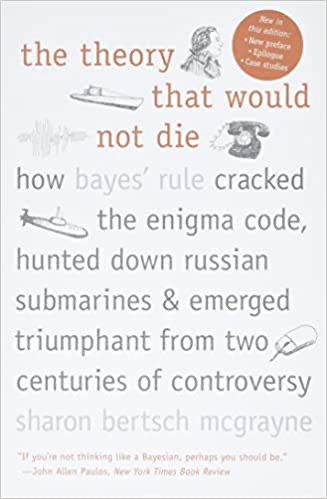 the theory
that would
not die
New in
this edition:
• New preface
• Epilogue
• Case studies
how bayes' rule cracked
the enigma code,
hunted down russian
submarines & emerged
triumphant from two
centuries of controversy
sharon bertsch mcgrayne
"If you're not thinking like a Bayesian, perhaps you should be."
—John Allen Paulos, New York Times Book Review